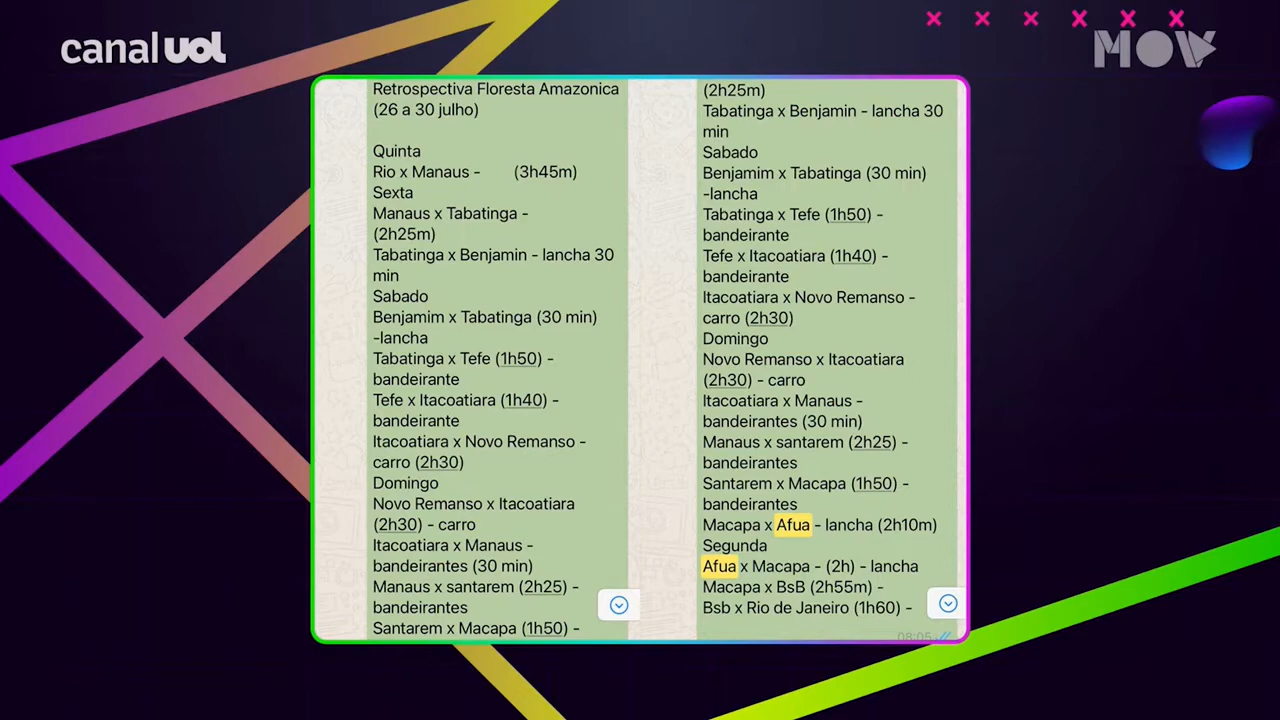 canal uol
MOV
Retrospectiva Floresta Amazonica
(26 a 30 julho)
Quinta
Rio x Manaus - (3h45m)
Sexta
Manaus x Tabatinga -
(2h25m)
Tabatinga x Benjamin - lancha 30
min
Sabado
Benjamim x Tabatinga (30 min)
-lancha
Tabatinga x Tefe (1h50) -
bandeirante
Tefe x Itacoatiara (1h40) -
bandeirante
Itacoatiara x Novo Remanso -
carro (2h30)
Domingo
Novo Remanso x Itacoatiara
(2h30) - carro
Itacoatiara x Manaus -
bandeirantes (30 min)
Manaus x santarem (2h25) -
bandeirantes
Santarem x Macapa (1h50) -
(2h25m)
Tabatinga x Benjamin - lancha 30
min
Sabado
Benjamim x Tabatinga (30 min)
-lancha
Tabatinga x Tefe (1h50) -
bandeirante
Tefe x Itacoatiara (1h40) -
bandeirante
Itacoatiara x Novo Remanso -
carro (2h30)
Domingo
Novo Remanso x Itacoatiara
(2h30) - carro
Itacoatiara x Manaus -
bandeirantes (30 min)
Manaus x santarem (2h25) -
bandeirantes
Santarem x Macapa (1h50) -
bandeirantes
Macapa x Afua - lancha (2h10m)
Segunda
Afua x Macapa - (2h) - lancha
Macapa x BsB (2h55m) -
Bsb x Rio de Janeiro (1h60) -
08:05